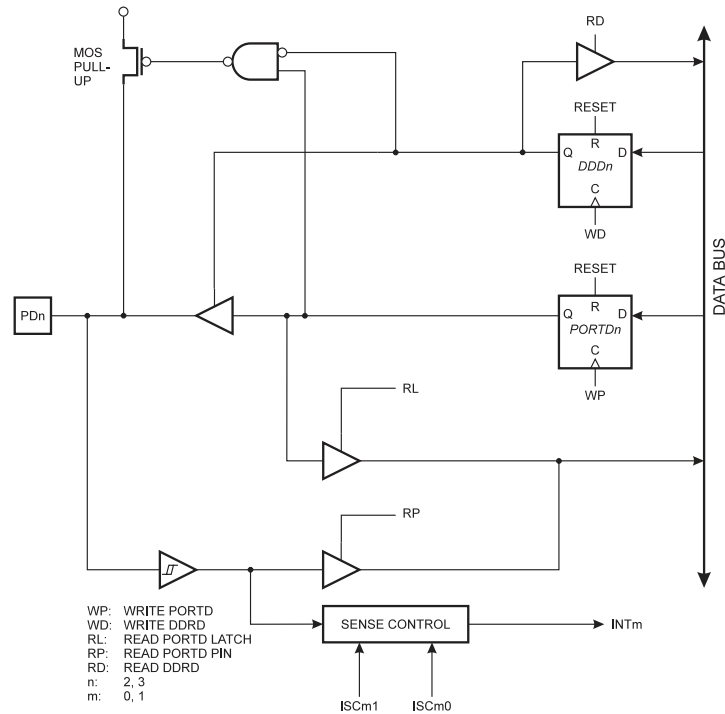 RD
MOS
PULL-
UP
RESET
R
Q
D
DDDn
C
WD
DATA BUS
RESET
PDn
R
Q
D
PORTDn
C
WP
RL
RP
WP: WRITE PORTD
WD: WRITE DDRD
RL: READ PORTD LATCH
RP: READ PORTD PIN
RD: READ DDRD
n: 2, 3
m: 0, 1
SENSE CONTROL
INTm
ISCm1
ISCm0